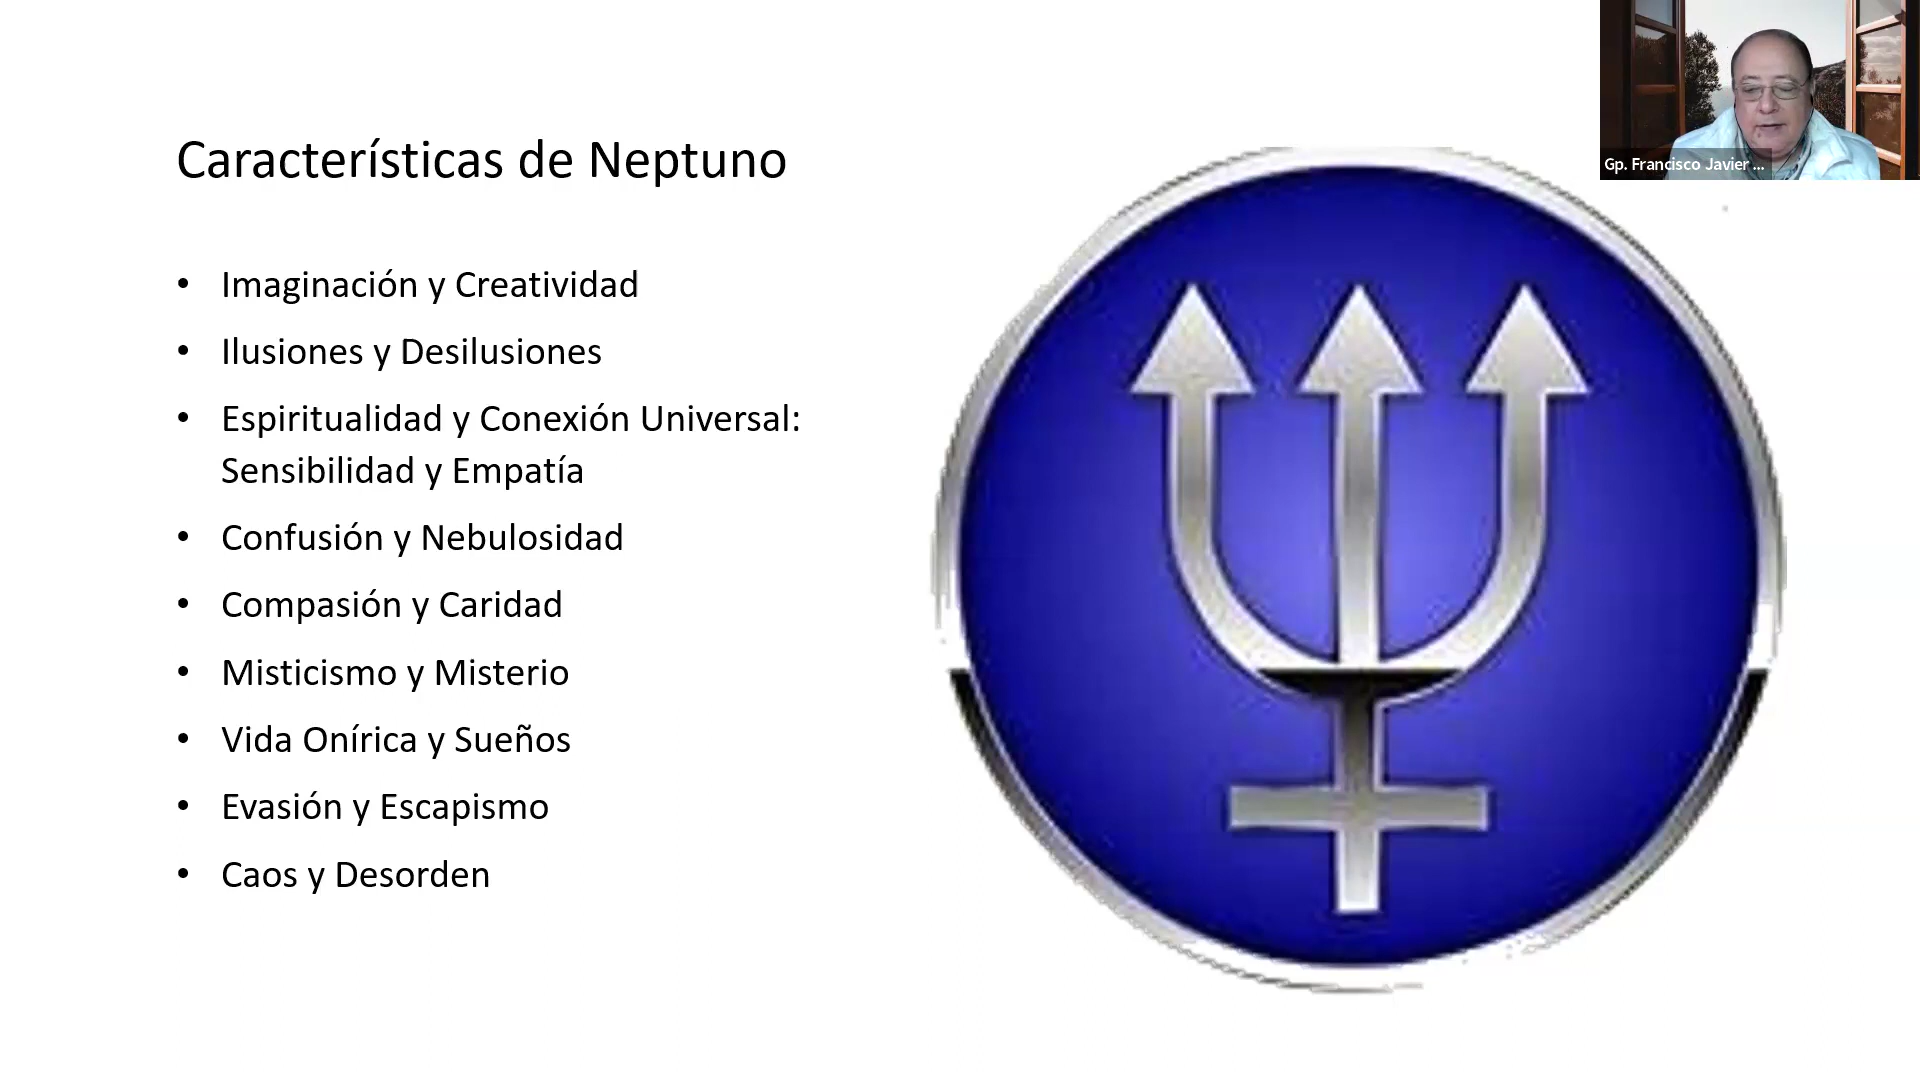 Características de Neptuno
• Imaginación y Creatividad
• Ilusiones y Desilusiones
• Espiritualidad y Conexión Universal:
Sensibilidad y Empatía
• Confusión y Nebulosidad
• Compasión y Caridad
• Misticismo y Misterio
• Vida Onírica y Sueños
• Evasión y Escapismo
• Caos y Desorden
Gp. Francisco Javier ...